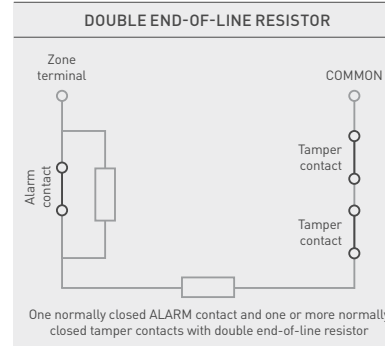 DOUBLE END-OF-LINE RESISTOR
Zone
terminal
COMMON
Alarm
contact
Tamper
contact
Tamper
contact
One normally closed ALARM contact and one or more normally
closed tamper contacts with double end-of-line resistor